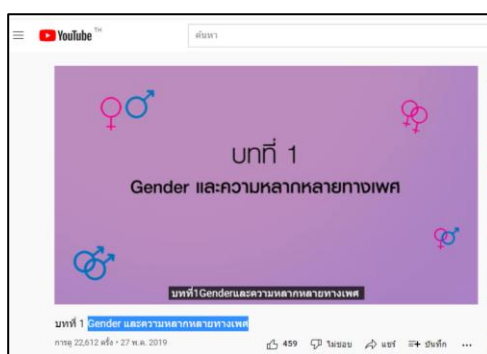 YouTube TH
ค้นหา
บทที่ 1
Gender และความหลากหลายทางเพศ
บทที่1Genderและความหลากหลายทางเพศ
บทที่ 1 Gender และความหลากหลายทางเพศ
การดู 22,612 ครั้ง • 27 พ.ค. 2019
459 ไม่ชอบ แชร์ บันทึก